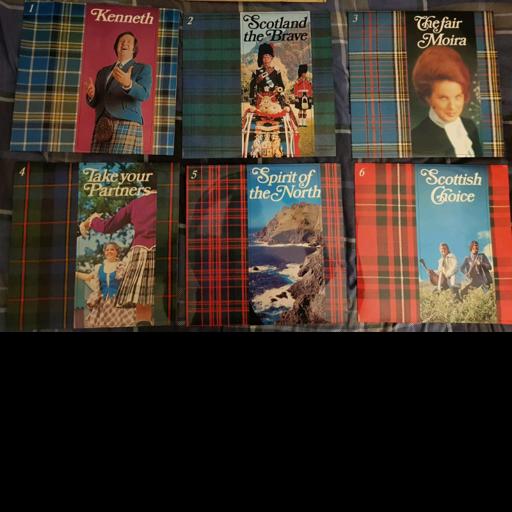 1
Kenneth
2
Scotland
the Brave
3
The fair
Moira
4
Take your
Partners
5
Spirit of
the North
6
Scottish
Choice